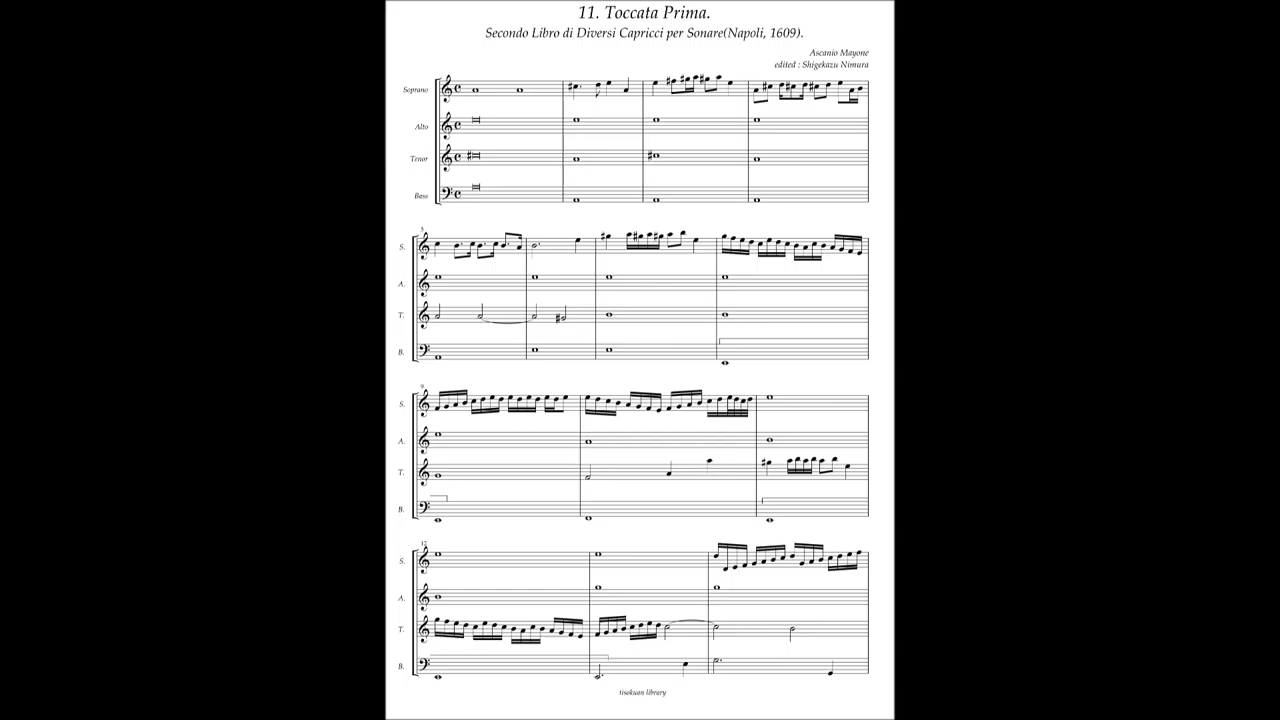 11. Toccata Prima.
Secondo Libro di Diversi Capricci per Sonare(Napoli, 1609).
Ascanio Mayone
edited : Shigekazu Nimura
Soprano
Alto
Tenor
Bass
5
S.
A.
T.
B.
9
S.
A.
T.
B.
12
S.
A.
T.
B.
tisokuan library